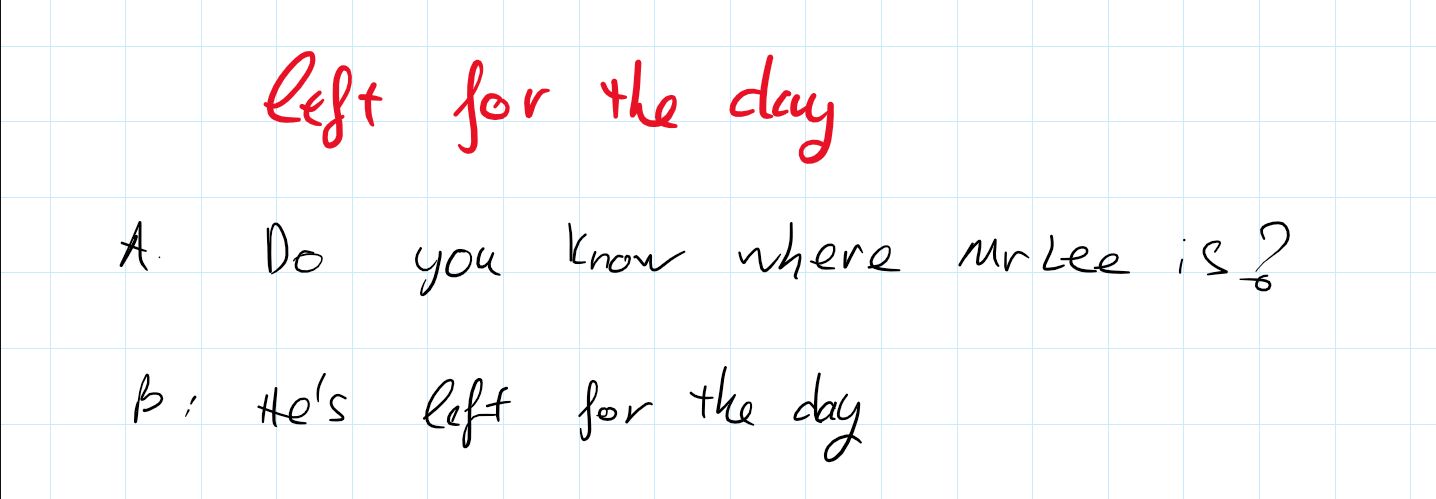 left for the day
A. Do you know where Mr Lee is?
B: He's left for the day